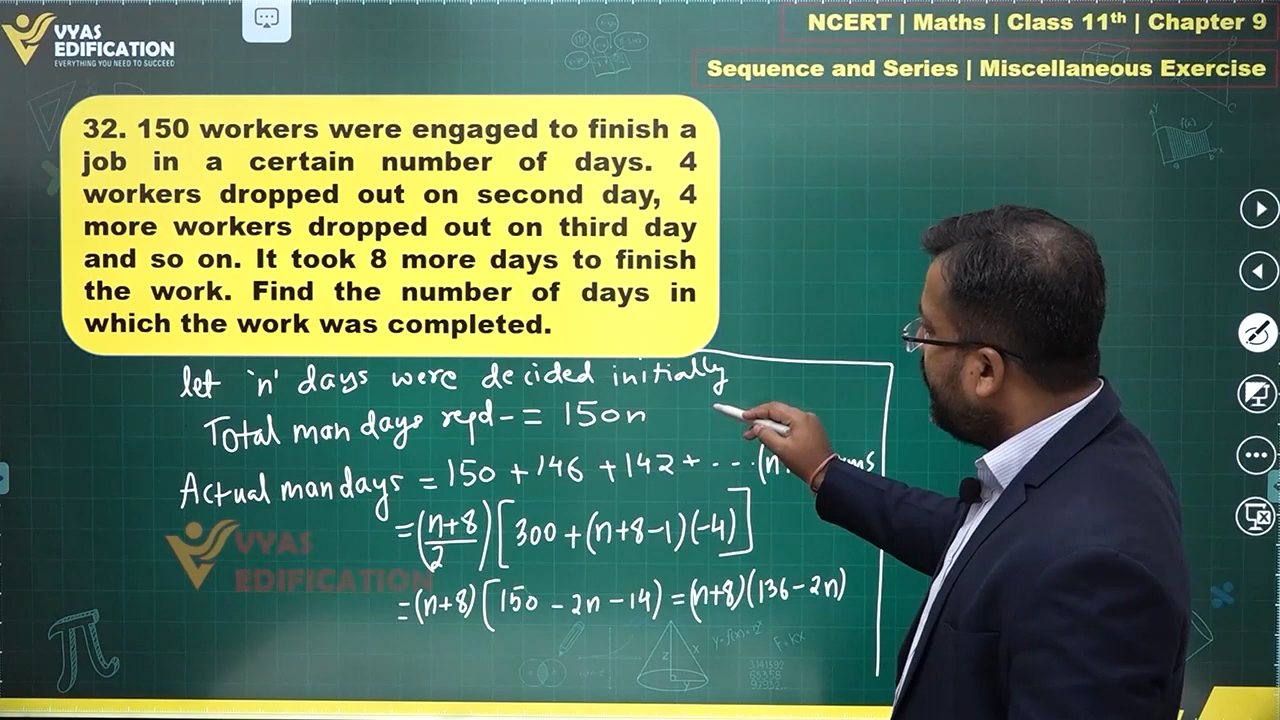 VYAS
EDIFICATION
EVERYTHING YOU NEED TO SUCCEED
NCERT | Maths | Class 11th | Chapter 9
Sequence and Series | Miscellaneous Exercise
32. 150 workers were engaged to finish a
job in a certain number of days. 4
workers dropped out on second day, 4
more workers dropped out on third day
and so on. It took 8 more days to finish
the work. Find the number of days in
which the work was completed.
let 'n' days were decided initially
Total man days reqd- = 150n
Actual mandays = 150 + 146 + 142 + - - - (n
= (n+8/2) [300 + (n+8-1)(-4)]
= (n+8) [150 - 2n - 14) = (n+8)(136-2n)
VYAS
EDIFICATION